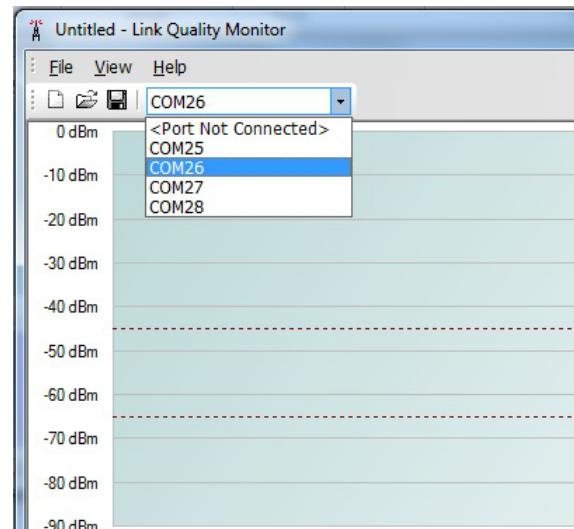 Untitled - Link Quality Monitor
File View Help
COM26
<Port Not Connected>
COM25
COM26
COM27
COM28
0 dBm
-10 dBm
-20 dBm
-30 dBm
-40 dBm
-50 dBm
-60 dBm
-70 dBm
-80 dBm
-90 dBm